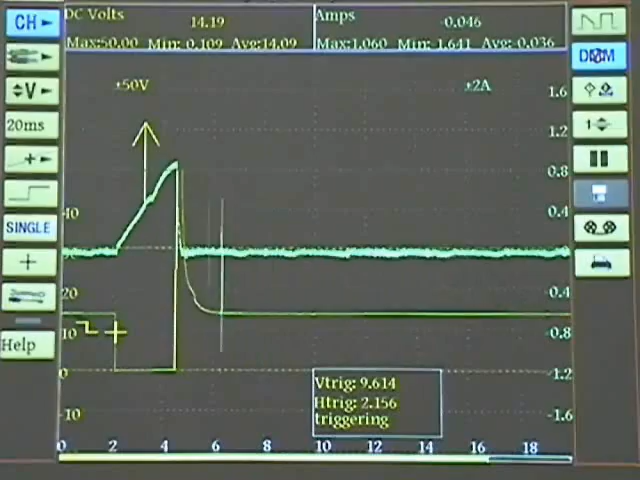 CH
DC Volts
14.19
Max:50.00 Min: 0.109 Avg:14.09
Amps
-0.046
Max:1.060 Min: 1.641 Avg:-0.036
V
±50V
±2A
1.6
20ms
1.2
1
0.8
SINGLE
40
0.4
20
-0.4
10
-0.8
Help
0
-1.2
Vtrig: 9.614
Htrig: 2.156
triggering
-10
-1.6
0 2 4 6 8 10 12 14 16 18